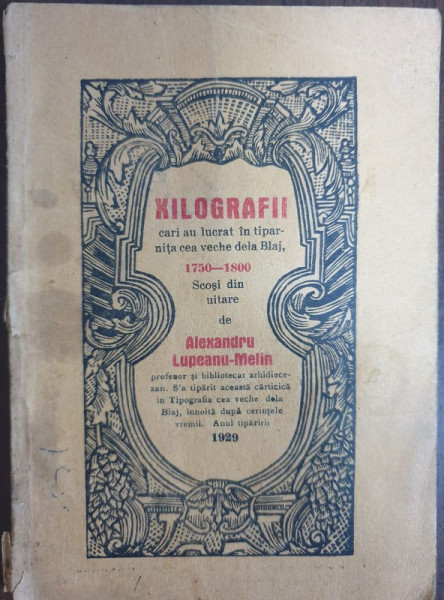 XILOGRAFII
cari au lucrat în tipar-
nița cea veche dela Blaj,
1750—1800
Scoși din
uitare
de
Alexandru
Lupeanu-Melin
profesor și bibliotecar arhidiece-
zan. S'a tipărit această cărticică
în Tipografia cea veche dela
Blaj, înnoită după cerințele
vremii. Anul tipăririi
1929